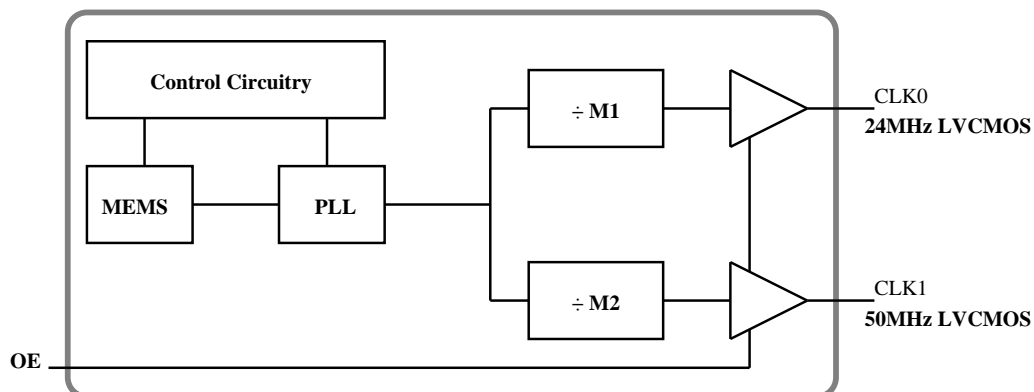 Control Circuitry
÷ M1
CLK0
24MHz LVCMOS
MEMS
PLL
÷ M2
CLK1
50MHz LVCMOS
OE